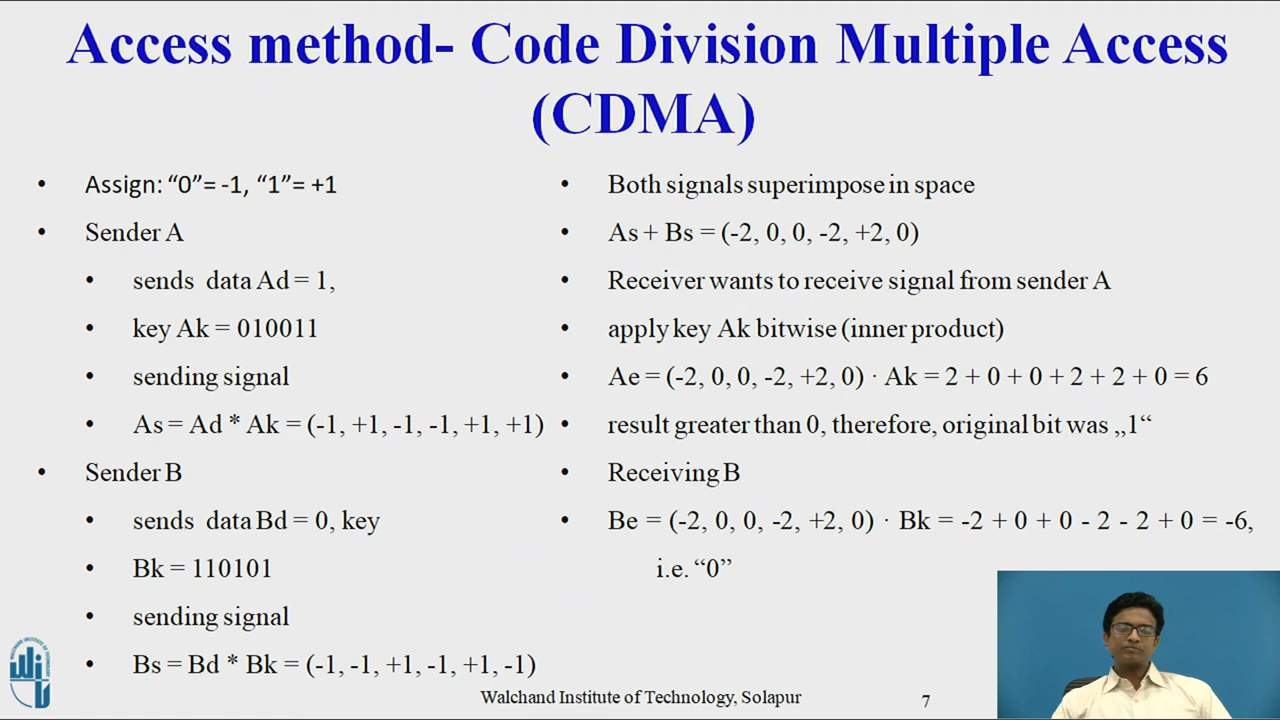 Access method- Code Division Multiple Access
(CDMA)
• Assign: “0”= -1, “1”= +1
• Sender A
• sends data Ad = 1,
• key Ak = 010011
• sending signal
• As = Ad * Ak = (-1, +1, -1, -1, +1, +1)
• Sender B
• sends data Bd = 0, key
• Bk = 110101
• sending signal
• Bs = Bd * Bk = (-1, -1, +1, -1, +1, -1)
• Both signals superimpose in space
• As + Bs = (-2, 0, 0, -2, +2, 0)
• Receiver wants to receive signal from sender A
• apply key Ak bitwise (inner product)
• Ae = (-2, 0, 0, -2, +2, 0) · Ak = 2 + 0 + 0 + 2 + 2 + 0 = 6
• result greater than 0, therefore, original bit was „1“
• Receiving B
• Be = (-2, 0, 0, -2, +2, 0) · Bk = -2 + 0 + 0 - 2 - 2 + 0 = -6,
i.e. “0”
Walchand Institute of Technology, Solapur
7